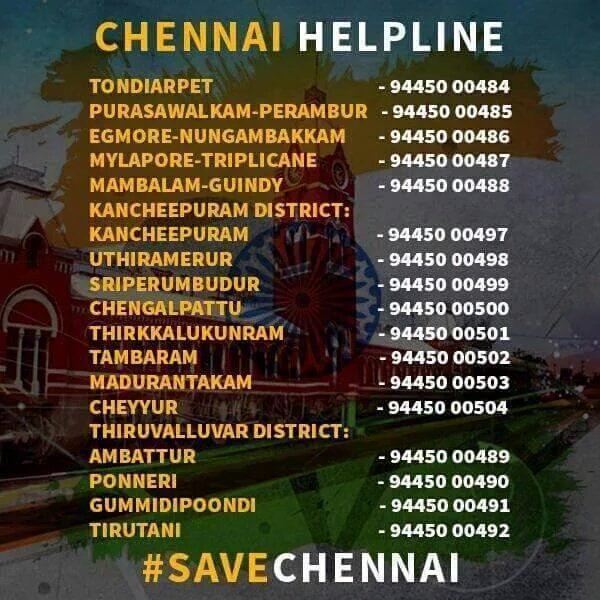 CHENNAI HELPLINE
TONDIARPET - 94450 00484
PURASAWALKAM-PERAMBUR - 94450 00485
EGMORE-NUNGAMBAKKAM - 94450 00486
MYLAPORE-TRIPLICANE - 94450 00487
MAMBALAM-GUINDY - 94450 00488
KANCHEEPURAM DISTRICT:
KANCHEEPURAM - 94450 00497
UTHIRAMERUR - 94450 00498
SRIPERUMBUDUR - 94450 00499
CHENGALPATTU - 94450 00500
THIRKKALUKUNRAM - 94450 00501
TAMBARAM - 94450 00502
MADURANTAKAM - 94450 00503
CHEYYUR - 94450 00504
THIRUVALLUVAR DISTRICT:
AMBATTUR - 94450 00489
PONNERI - 94450 00490
GUMMIDIPOONDI - 94450 00491
TIRUTANI - 94450 00492
#SAVECHENNAI